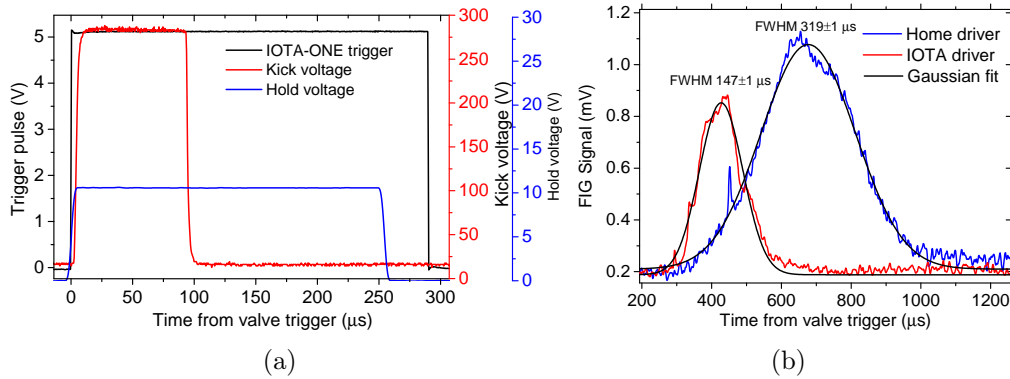 5
4
3
2
1
0
Trigger pulse (V)
IOTA-ONE trigger
Kick voltage
Hold voltage
300
250
200
150
100
50
0
Kick voltage (V)
30
25
20
15
10
5
0
Hold voltage (V)
0 50 100 150 200 250 300
Time from valve trigger (µs)
(a)
1.2
1.0
0.8
0.6
0.4
0.2
FIG Signal (mV)
FWHM 319±1 µs
FWHM 147±1 µs
Home driver
IOTA driver
Gaussian fit
200 400 600 800 1000 1200
Time from valve trigger (µs)
(b)